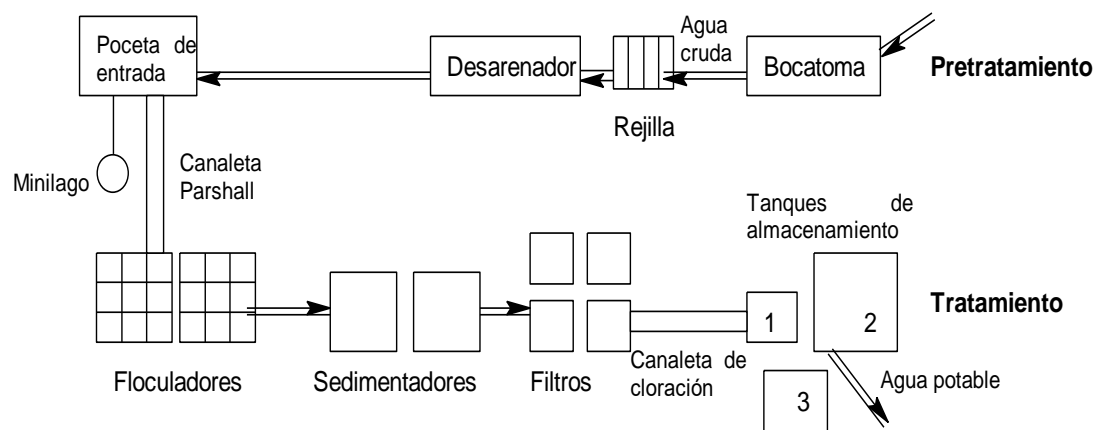 Poceta de
entrada
Desarenador
Agua
cruda
Bocatoma
Pretratamiento
Rejilla
Minilago
Canaleta
Parshall
Tanques de
almacenamiento
1
2
3
Tratamiento
Floculadores
Sedimentadores
Filtros
Canaleta de
cloración
Agua potable